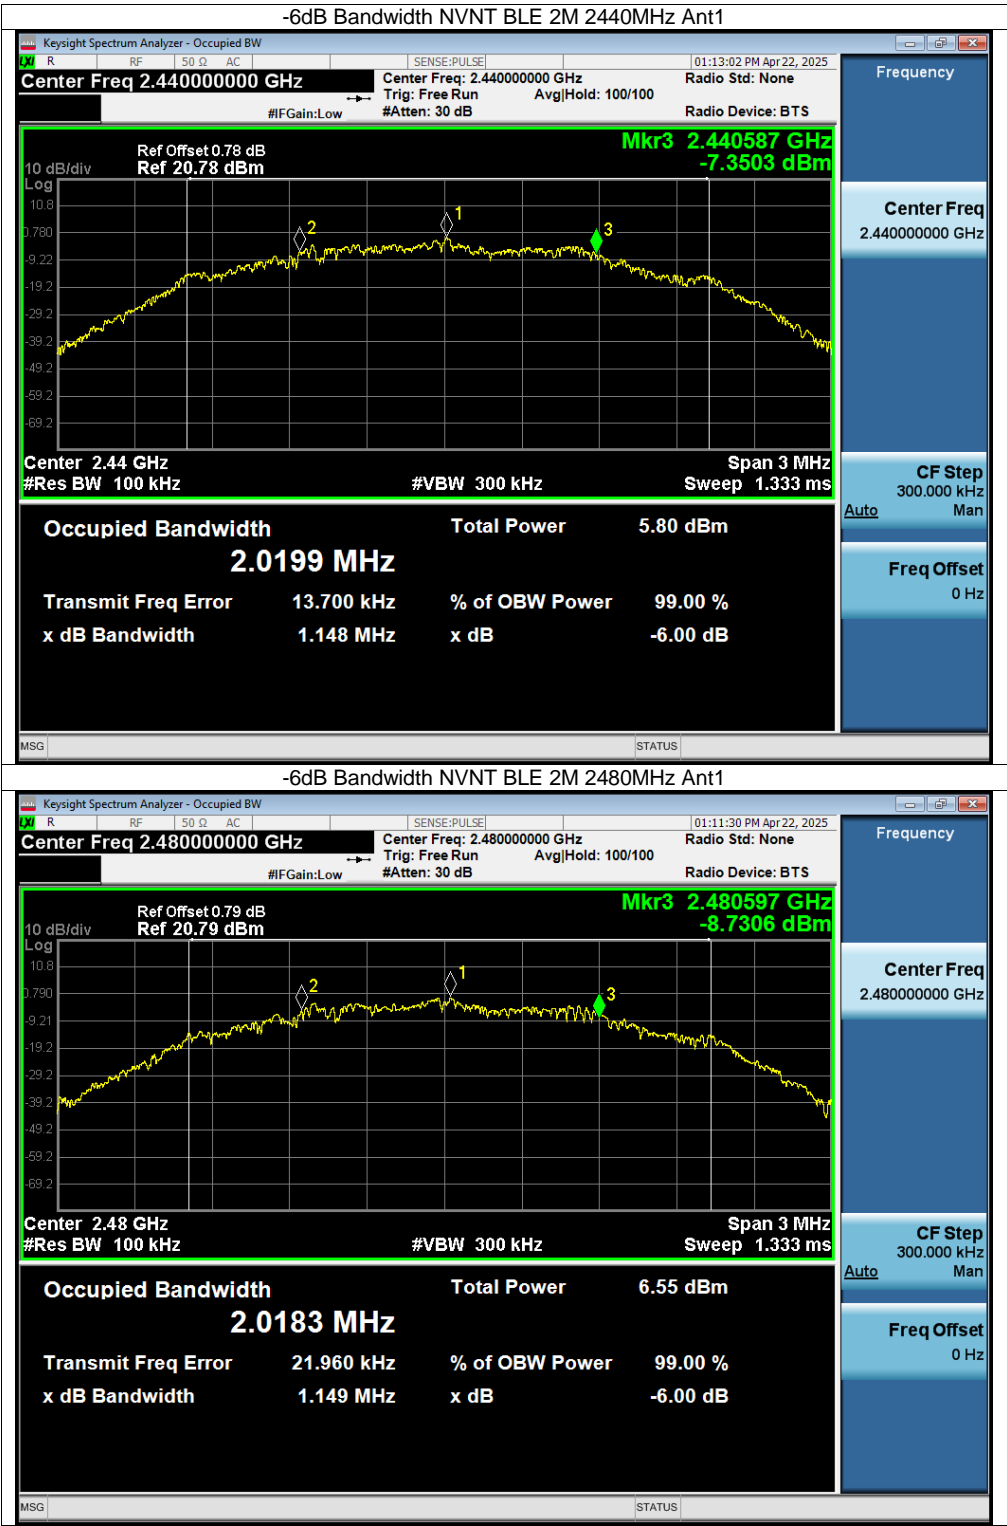 -6dB Bandwidth NVNT BLE 2M 2440MHz Ant1
Keysight Spectrum Analyzer - Occupied BW
LXI R RF 50 Ω AC SENSE:PULSE 01:13:02 PM Apr 22, 2025
Center Freq 2.440000000 GHz
Center Freq: 2.440000000 GHz
Radio Std: None
Trig: Free Run Avg|Hold: 100/100
#IFGain:Low #Atten: 30 dB Radio Device: BTS
Frequency
Mkr3 2.440587 GHz
-7.3503 dBm
Ref Offset 0.78 dB
10 dB/div Ref 20.78 dBm
Log
10.8
0.780
-9.22
-19.2
-29.2
-39.2
-49.2
-59.2
-69.2
2
1
3
Center 2.44 GHz Span 3 MHz
#Res BW 100 kHz #VBW 300 kHz Sweep 1.333 ms
Center Freq
2.440000000 GHz
CF Step
300.000 kHz
Auto Man
Freq Offset
0 Hz
Occupied Bandwidth Total Power 5.80 dBm
2.0199 MHz
Transmit Freq Error 13.700 kHz % of OBW Power 99.00 %
x dB Bandwidth 1.148 MHz x dB -6.00 dB
MSG STATUS
-6dB Bandwidth NVNT BLE 2M 2480MHz Ant1
Keysight Spectrum Analyzer - Occupied BW
LXI R RF 50 Ω AC SENSE:PULSE 01:11:30 PM Apr 22, 2025
Center Freq 2.480000000 GHz
Center Freq: 2.480000000 GHz
Radio Std: None
Trig: Free Run Avg|Hold: 100/100
#IFGain:Low #Atten: 30 dB Radio Device: BTS
Frequency
Mkr3 2.480597 GHz
-8.7306 dBm
Ref Offset 0.79 dB
10 dB/div Ref 20.79 dBm
Log
10.8
0.790
-9.21
-19.2
-29.2
-39.2
-49.2
-59.2
-69.2
2
1
3
Center 2.48 GHz Span 3 MHz
#Res BW 100 kHz #VBW 300 kHz Sweep 1.333 ms
Center Freq
2.480000000 GHz
CF Step
300.000 kHz
Auto Man
Freq Offset
0 Hz
Occupied Bandwidth Total Power 6.55 dBm
2.0183 MHz
Transmit Freq Error 21.960 kHz % of OBW Power 99.00 %
x dB Bandwidth 1.149 MHz x dB -6.00 dB
MSG STATUS